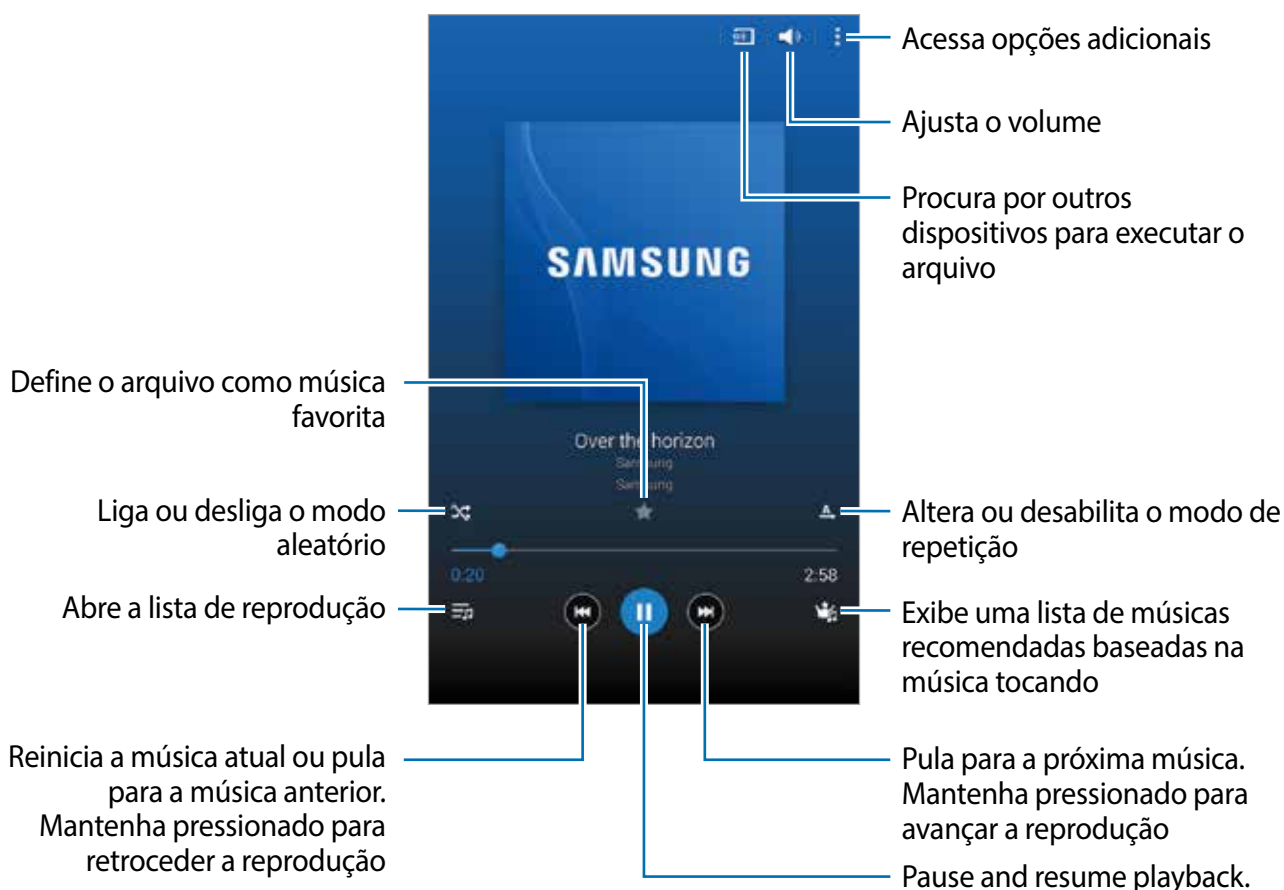 Acessa opções adicionais
Ajusta o volume
Procura por outros
dispositivos para executar o
arquivo
SAMSUNG
Define o arquivo como música
favorita
Over the horizon
Samsung
Samsung
Liga ou desliga o modo
aleatório
Altera ou desabilita o modo de
repetição
0:20
2:58
Abre a lista de reprodução
Exibe uma lista de músicas
recomendadas baseadas na
música tocando
Reinicia a música atual ou pula
para a música anterior.
Mantenha pressionado para
retroceder a reprodução
Pula para a próxima música.
Mantenha pressionado para
avançar a reprodução
Pause and resume playback.